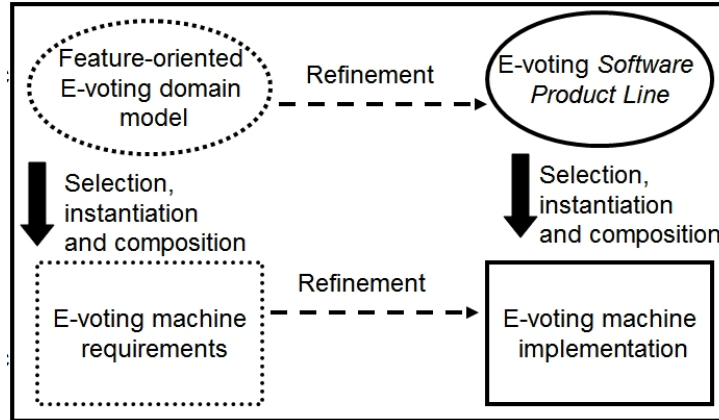 Feature-oriented
E-voting domain
model
Refinement
E-voting Software
Product Line
Selection,
instantiation
and composition
Selection,
instantiation
and composition
E-voting machine
requirements
Refinement
E-voting machine
implementation